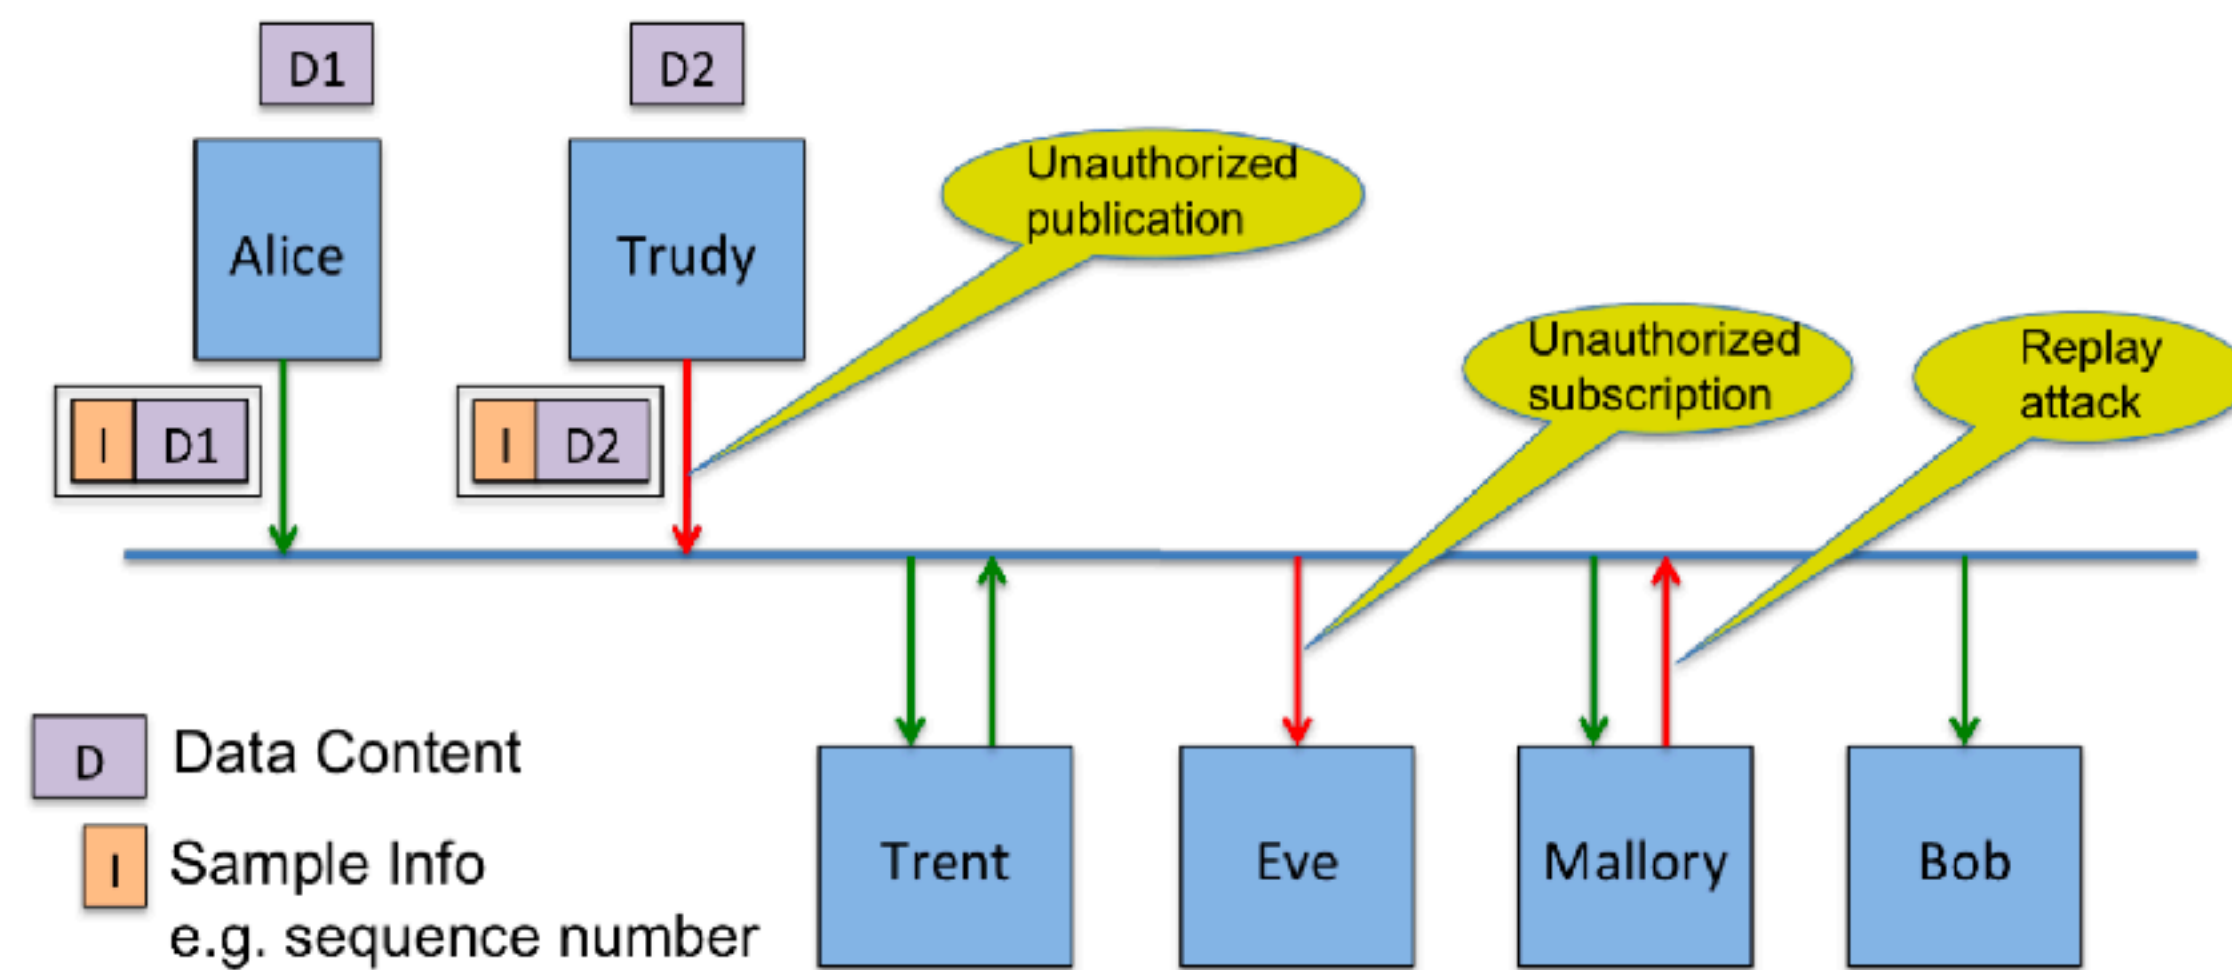 D1
D2
Alice
Trudy
Unauthorized
publication
Unauthorized
subscription
Replay
attack
I D1
I D2
D Data Content
I Sample Info
e.g. sequence number
Trent
Eve
Mallory
Bob